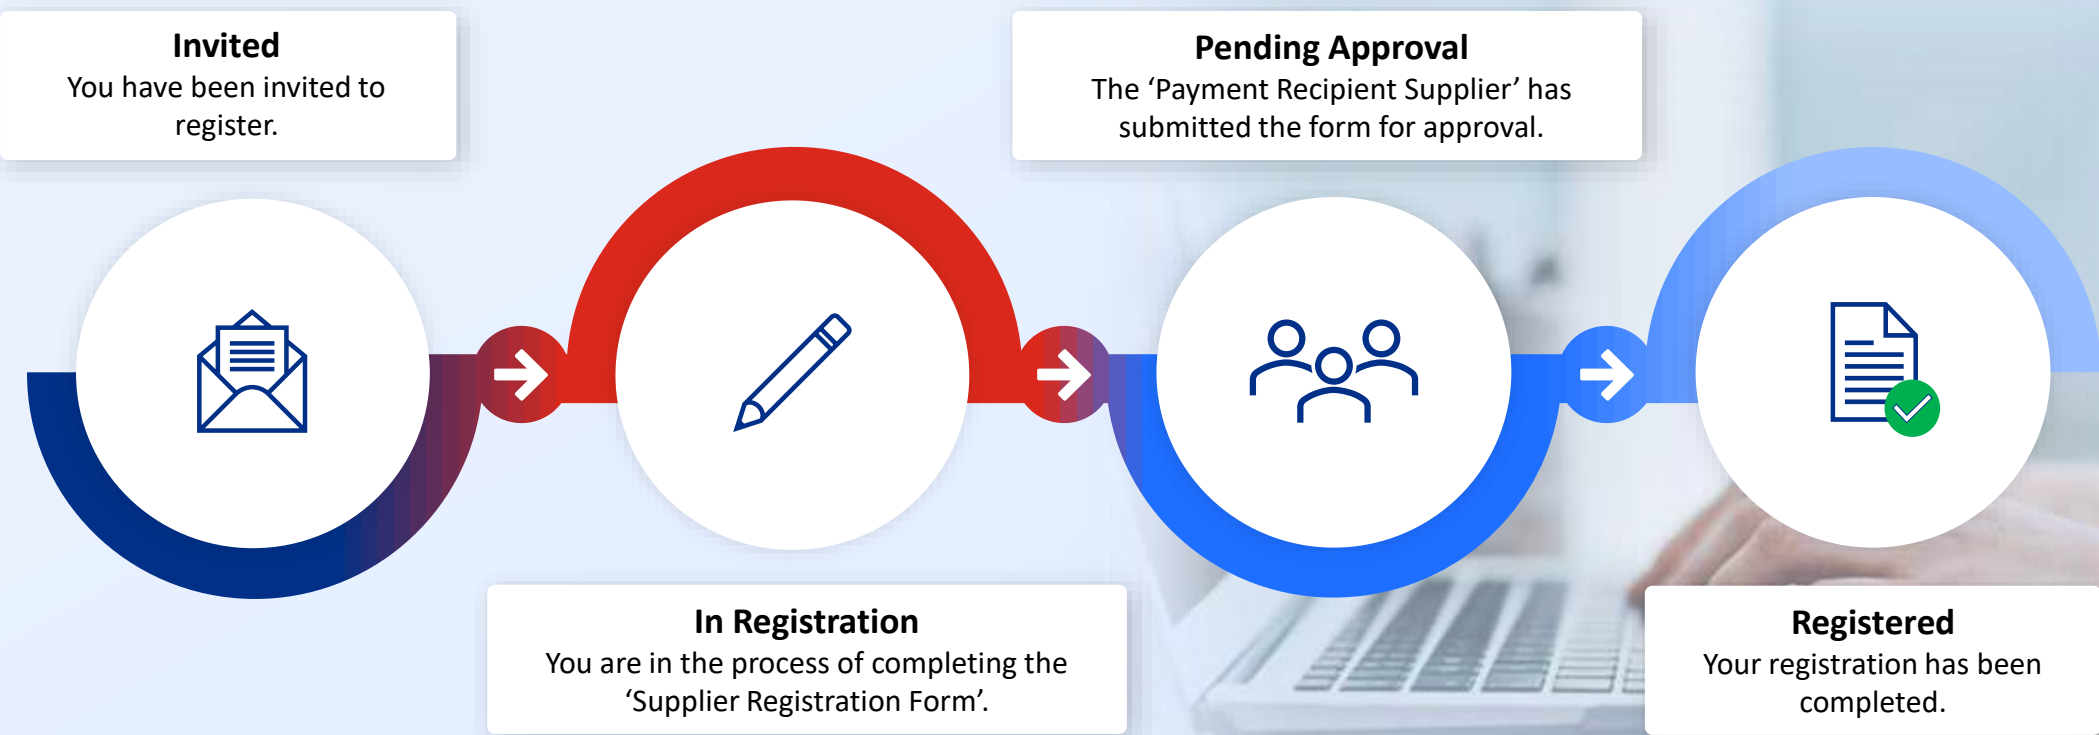 Invited
You have been invited to
register.
In Registration
You are in the process of completing the
‘Supplier Registration Form’.
Pending Approval
The ‘Payment Recipient Supplier’ has
submitted the form for approval.
Registered
Your registration has been
completed.